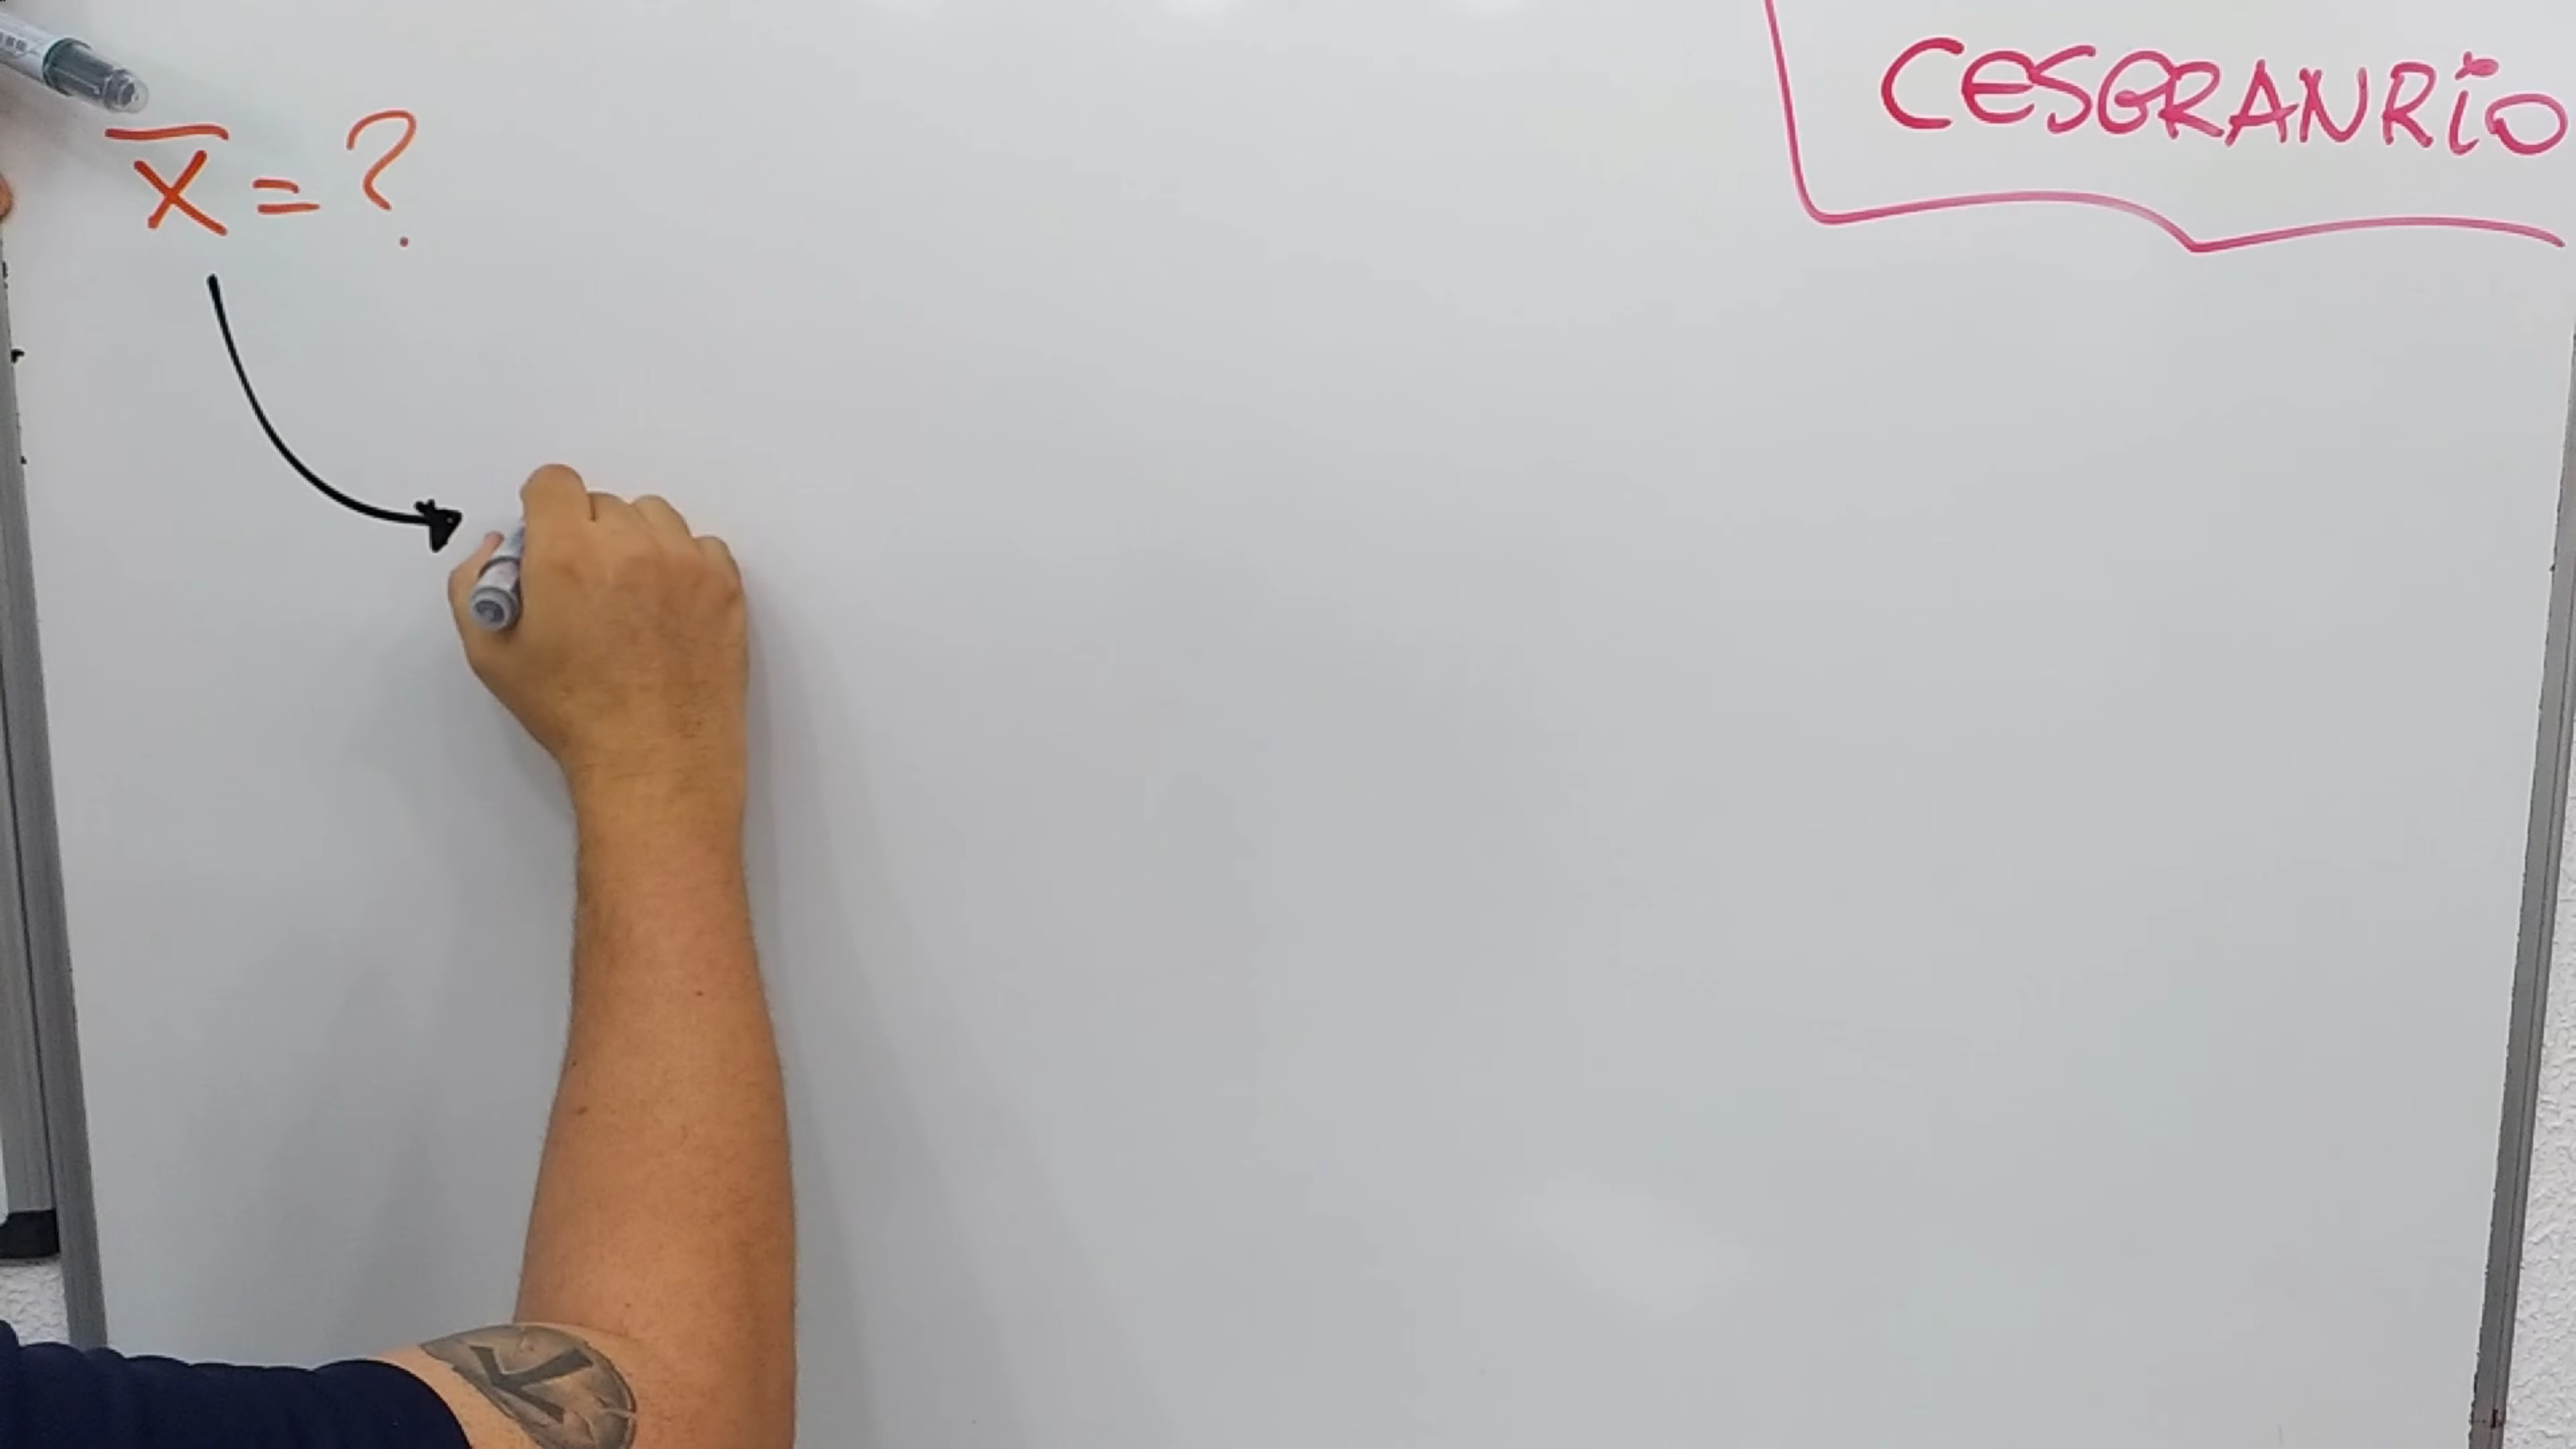 x̅ = ?
CESGRANRIO